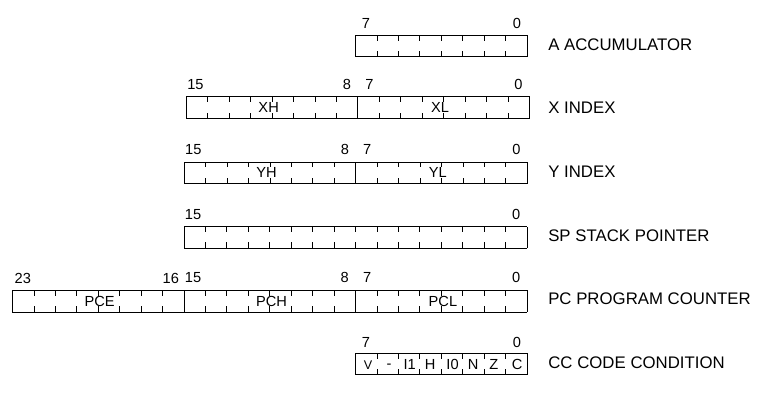 7 0
A ACCUMULATOR
15 8 7 0
XH XL X INDEX
15 8 7 0
YH YL Y INDEX
15 0
SP STACK POINTER
23 16 15 8 7 0
PCE PCH PCL PC PROGRAM COUNTER
7 0
V - I1 H I0 N Z C CC CODE CONDITION